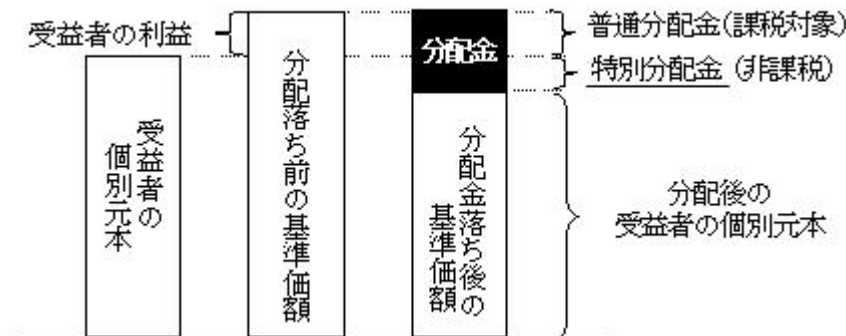 受益者の利益
分配金
普通分配金(課税対象)
特別分配金 (非課税)
受益者の
個別元本
分配落ち前の基準価額
分配金落ち後の
基準価額
分配後の
受益者の個別元本